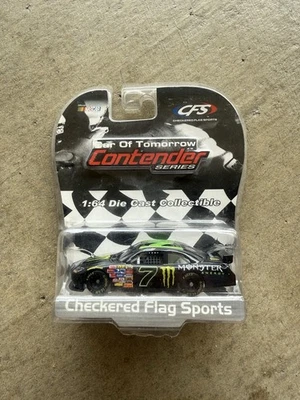 CFS
CHECKERED FLAG SPORTS
Car Of Tomorrow
Contender
SERIES
1:64 Die Cast Collectible
7
MONSTER
ENERGY
Checkered Flag Sports